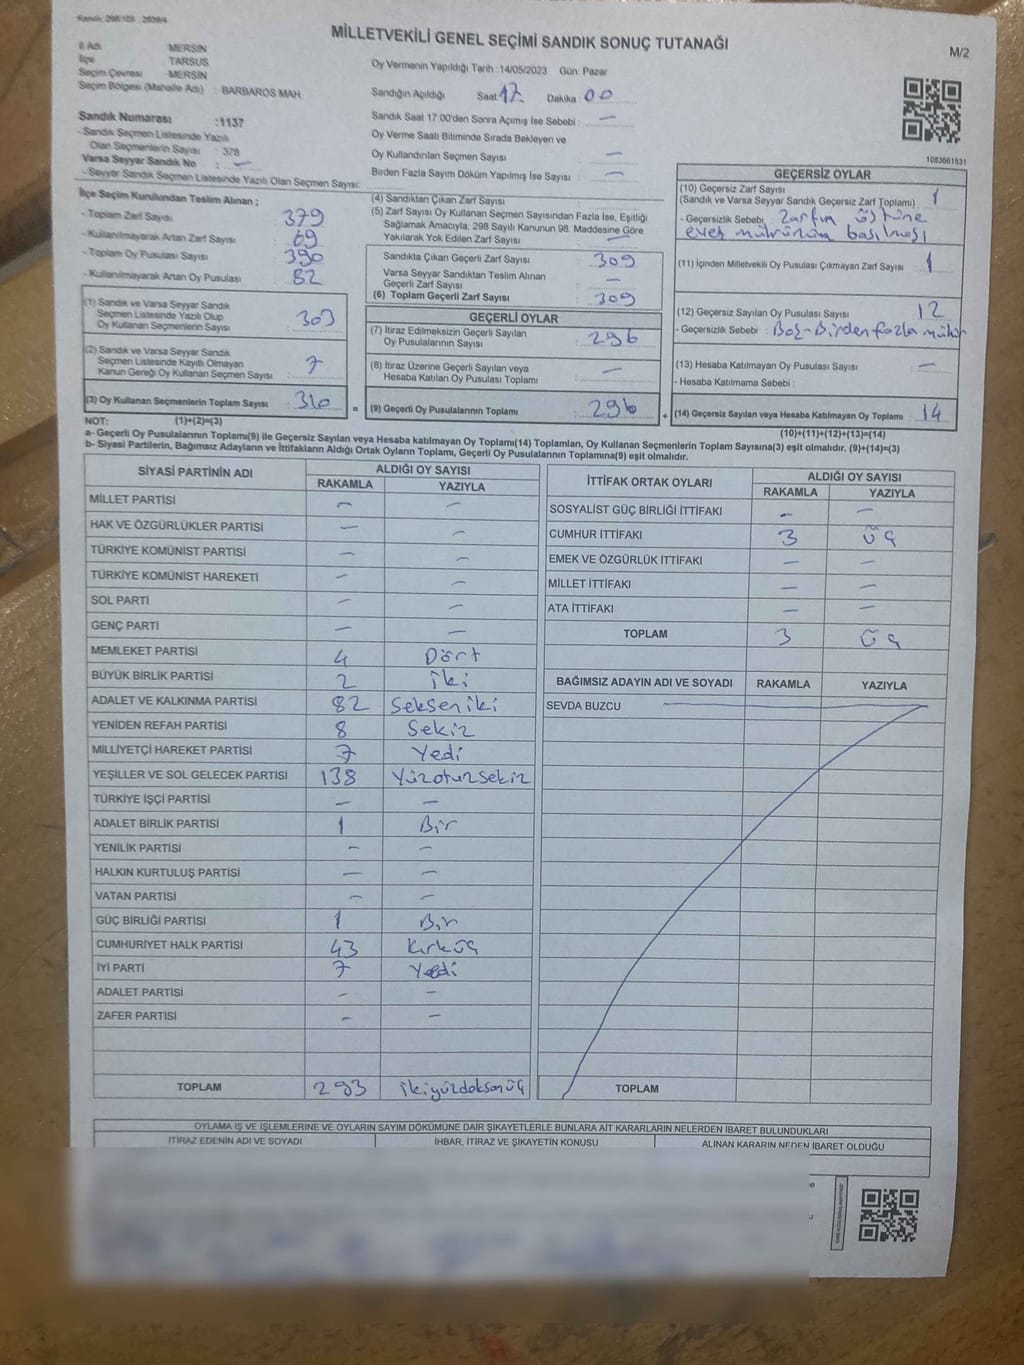 Kanun: 298/105 , 2839/4
MİLLETVEKİLİ GENEL SEÇİMİ SANDIK SONUÇ TUTANAĞI
M/2
İl Adı MERSİN
İlçe TARSUS
Seçim Çevresi MERSİN
Seçim Bölgesi (Mahalle Adı) : BARBAROS MAH.
Oy Vermenin Yapıldığı Tarih :14/05/2023 Gün: Pazar
Sandığın Açıldığı Saat 17 Dakika 00
Sandık Numarası :1137
- Sandık Seçmen Listesinde Yazılı
Olan Seçmenlerin Sayısı : 378
Varsa Seyyar Sandık No : —
- Seyyar Sandık Seçmen Listesinde Yazılı Olan Seçmen Sayısı:
Sandık Saat 17:00'den Sonra Açımış İse Sebebi : —
Oy Verme Saati Bitiminde Sırada Bekleyen ve
Oy Kullandırılan Seçmen Sayısı —
Birden Fazla Sayım Döküm Yapılmış İse Sayısı : —
1083661531
İlçe Seçim Kurulundan Teslim Alınan ;
- Toplam Zarf Sayısı 379
- Kullanılmayarak Artan Zarf Sayısı : 69
- Toplam Oy Pusulası Sayısı : 390
- Kullanılmayarak Artan Oy Pusulası : 82
(1) Sandık ve Varsa Seyyar Sandık
Seçmen Listesinde Yazılı Olup
Oy Kullanan Seçmenlerin Sayısı : 303
(2) Sandık ve Varsa Seyyar Sandık
Seçmen Listesinde Kayıtlı Olmayan
Kanun Gereği Oy Kullanan Seçmen Sayısı : 7
(3) Oy Kullanan Seçmenlerin Toplam Sayısı : 310
(1)+(2)=(3)
(4) Sandıktan Çıkan Zarf Sayısı :
(5) Zarf Sayısı Oy Kullanan Seçmen Sayısından Fazla İse, Eşitliği
Sağlamak Amacıyla, 298 Sayılı Kanunun 98. Maddesine Göre
Yakılarak Yok Edilen Zarf Sayısı : —
Sandıkta Çıkan Geçerli Zarf Sayısı : 309
Varsa Seyyar Sandıktan Teslim Alınan
Geçerli Zarf Sayısı : —
(6) Toplam Geçerli Zarf Sayısı : 309
GEÇERLİ OYLAR
(7) İtiraz Edilmeksizin Geçerli Sayılan
Oy Pusulalarının Sayısı : 296
(8) İtiraz Üzerine Geçerli Sayılan veya
Hesaba Katılan Oy Pusulası Toplamı : —
= (9) Geçerli Oy Pusulalarının Toplamı : 296 +
GEÇERSİZ OYLAR
(10) Geçersiz Zarf Sayısı : 1
(Sandık ve Varsa Seyyar Sandık Geçersiz Zarf Toplamı)
- Geçersizlik Sebebi : Zarfın üstüne
evet mührünün basılması
(11) İçinden Milletvekili Oy Pusulası Çıkmayan Zarf Sayısı : 1
(12) Geçersiz Sayılan Oy Pusulası Sayısı : 12
- Geçersizlik Sebebi : Boş-Birden fazla mühür
(13) Hesaba Katılmayan Oy Pusulası Sayısı : —
- Hesaba Katılmama Sebebi :
(14) Geçersiz Sayılan veya Hesaba Katılmayan Oy Toplamı : 14
(10)+(11)+(12)+(13)=(14)
NOT:
a- Geçerli Oy Pusulalarının Toplamı(9) ile Geçersiz Sayılan veya Hesaba katılmayan Oy Toplamı(14) Toplamları, Oy Kullanan Seçmenlerin Toplam Sayısına(3) eşit olmalıdır. (9)+(14)=(3)
b- Siyasi Partilerin, Bağımsız Adayların ve İttifakların Aldığı Ortak Oyların Toplamı, Geçerli Oy Pusulalarının Toplamına(9) eşit olmalıdır.
SİYASİ PARTİNİN ADI ALDIĞI OY SAYISI
RAKAMLA YAZIYLA
MİLLET PARTİSİ — —
HAK VE ÖZGÜRLÜKLER PARTİSİ — —
TÜRKİYE KOMÜNİST PARTİSİ — —
TÜRKİYE KOMÜNİST HAREKETİ — —
SOL PARTİ — —
GENÇ PARTİ — —
MEMLEKET PARTİSİ 4 Dört
BÜYÜK BİRLİK PARTİSİ 2 İki
ADALET VE KALKINMA PARTİSİ 82 Sekseniki
YENİDEN REFAH PARTİSİ 8 Sekiz
MİLLİYETÇİ HAREKET PARTİSİ 7 Yedi
YEŞİLLER VE SOL GELECEK PARTİSİ 138 Yüzotuzsekiz
TÜRKİYE İŞÇİ PARTİSİ — —
ADALET BİRLİK PARTİSİ 1 Bir
YENİLİK PARTİSİ — —
HALKIN KURTULUŞ PARTİSİ — —
VATAN PARTİSİ — —
GÜÇ BİRLİĞİ PARTİSİ 1 Bir
CUMHURİYET HALK PARTİSİ 43 Kırküç
İYİ PARTİ 7 Yedi
ADALET PARTİSİ — —
ZAFER PARTİSİ — —
TOPLAM 293 ikiyüzdoksanüç
İTTİFAK ORTAK OYLARI ALDIĞI OY SAYISI
RAKAMLA YAZIYLA
SOSYALİST GÜÇ BİRLİĞİ İTTİFAKI — —
CUMHUR İTTİFAKI 3 üç
EMEK VE ÖZGÜRLÜK İTTİFAKI — —
MİLLET İTTİFAKI — —
ATA İTTİFAKI — —
TOPLAM 3 üç
BAĞIMSIZ ADAYIN ADI VE SOYADI RAKAMLA YAZIYLA
SEVDA BUZCU
TOPLAM
OYLAMA İŞ VE İŞLEMLERİNE VE OYLARIN SAYIM DÖKÜMÜNE DAİR ŞİKAYETLERLE BUNLARA AİT KARARLARIN NELERDEN İBARET BULUNDUKLARI
İTİRAZ EDENİN ADI VE SOYADI İHBAR, İTİRAZ VE ŞİKAYETİN KONUSU ALINAN KARARIN NEDEN İBARET OLDUĞU